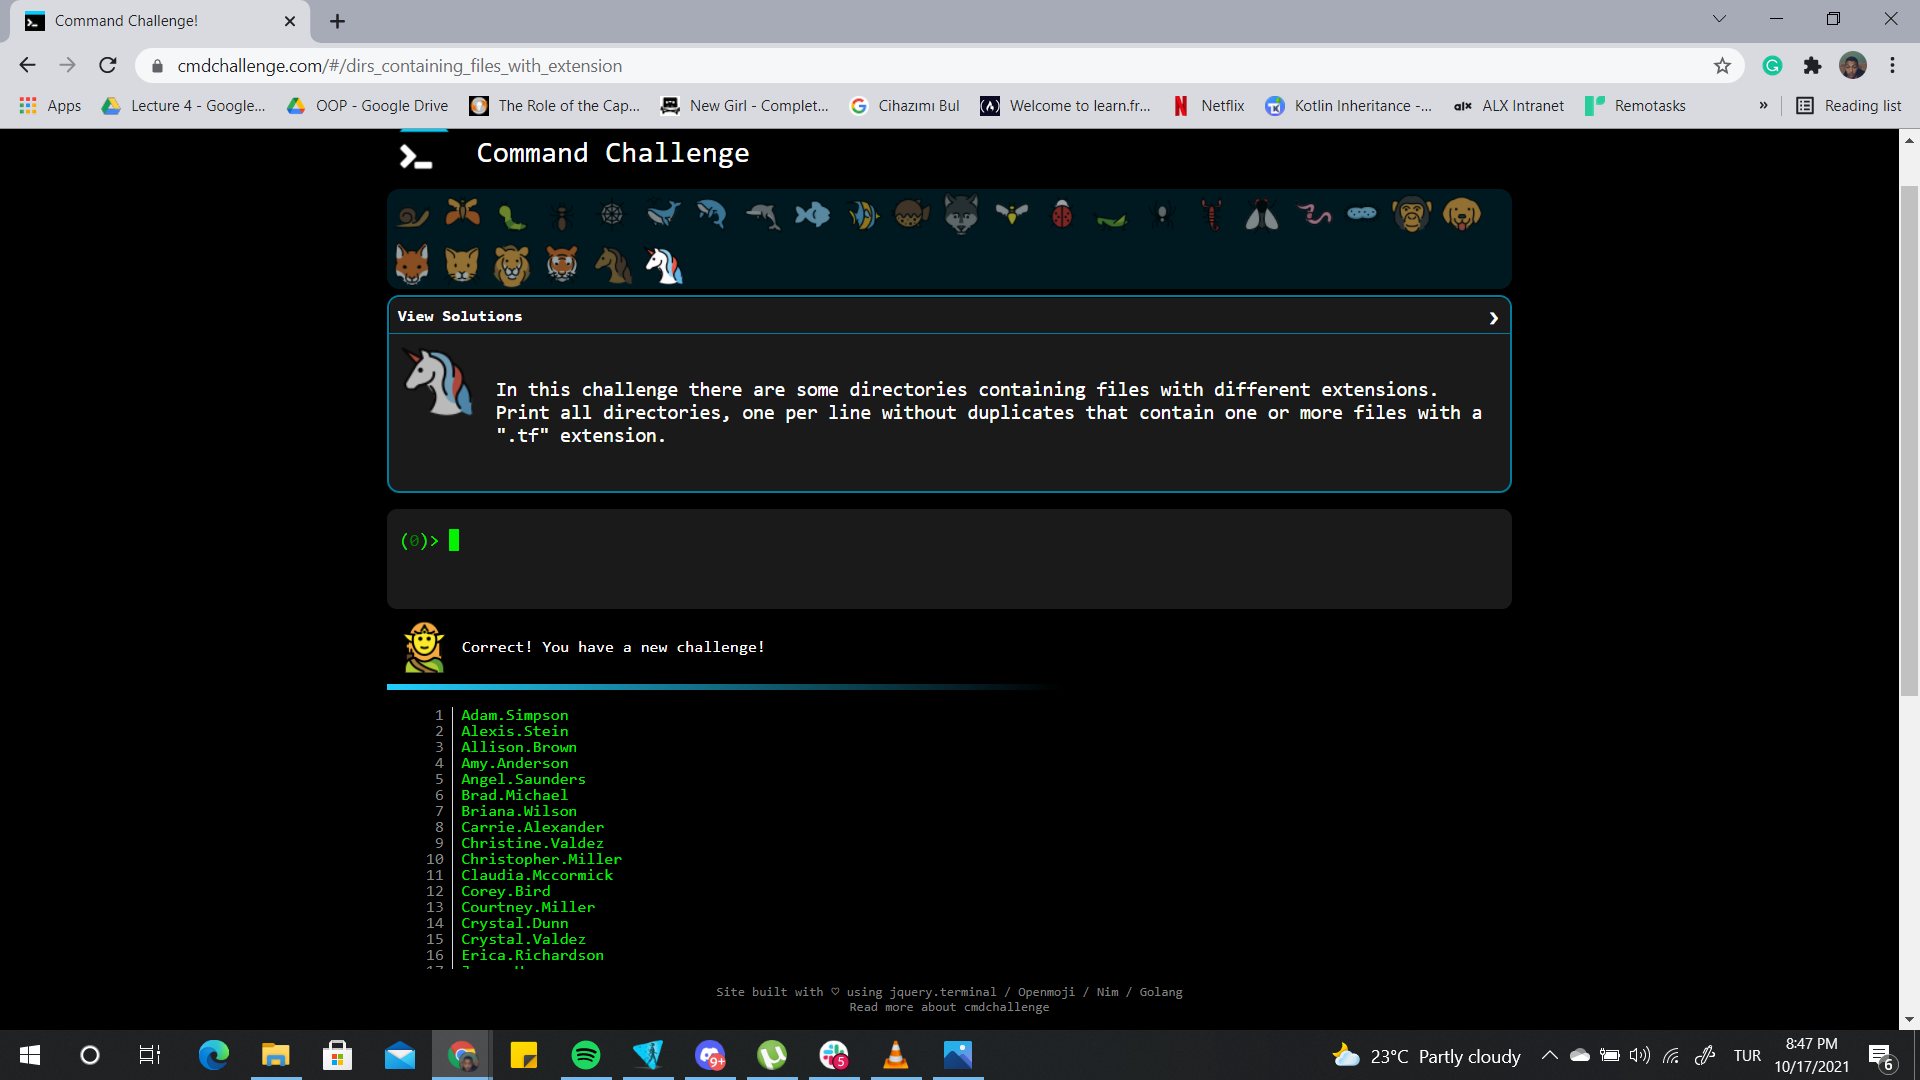 Command Challenge!
cmdchallenge.com/#/dirs_containing_files_with_extension
Apps
Lecture 4 - Google...
OOP - Google Drive
The Role of the Cap...
New Girl - Complet...
Cihazımı Bul
Welcome to learn.fr...
Netflix
Kotlin Inheritance -...
alx
ALX Intranet
Remotasks
»
Reading list
Command Challenge
View Solutions
In this challenge there are some directories containing files with different extensions.
Print all directories, one per line without duplicates that contain one or more files with a
".tf" extension.
(0)>
Correct! You have a new challenge!
1 Adam.Simpson
2 Alexis.Stein
3 Allison.Brown
4 Amy.Anderson
5 Angel.Saunders
6 Brad.Michael
7 Briana.Wilson
8 Carrie.Alexander
9 Christine.Valdez
10 Christopher.Miller
11 Claudia.Mccormick
12 Corey.Bird
13 Courtney.Miller
14 Crystal.Dunn
15 Crystal.Valdez
16 Erica.Richardson
Site built with ♡ using jquery.terminal / Openmoji / Nim / Golang
Read more about cmdchallenge
9+
5
23°C Partly cloudy
TUR
8:47 PM
10/17/2021
6